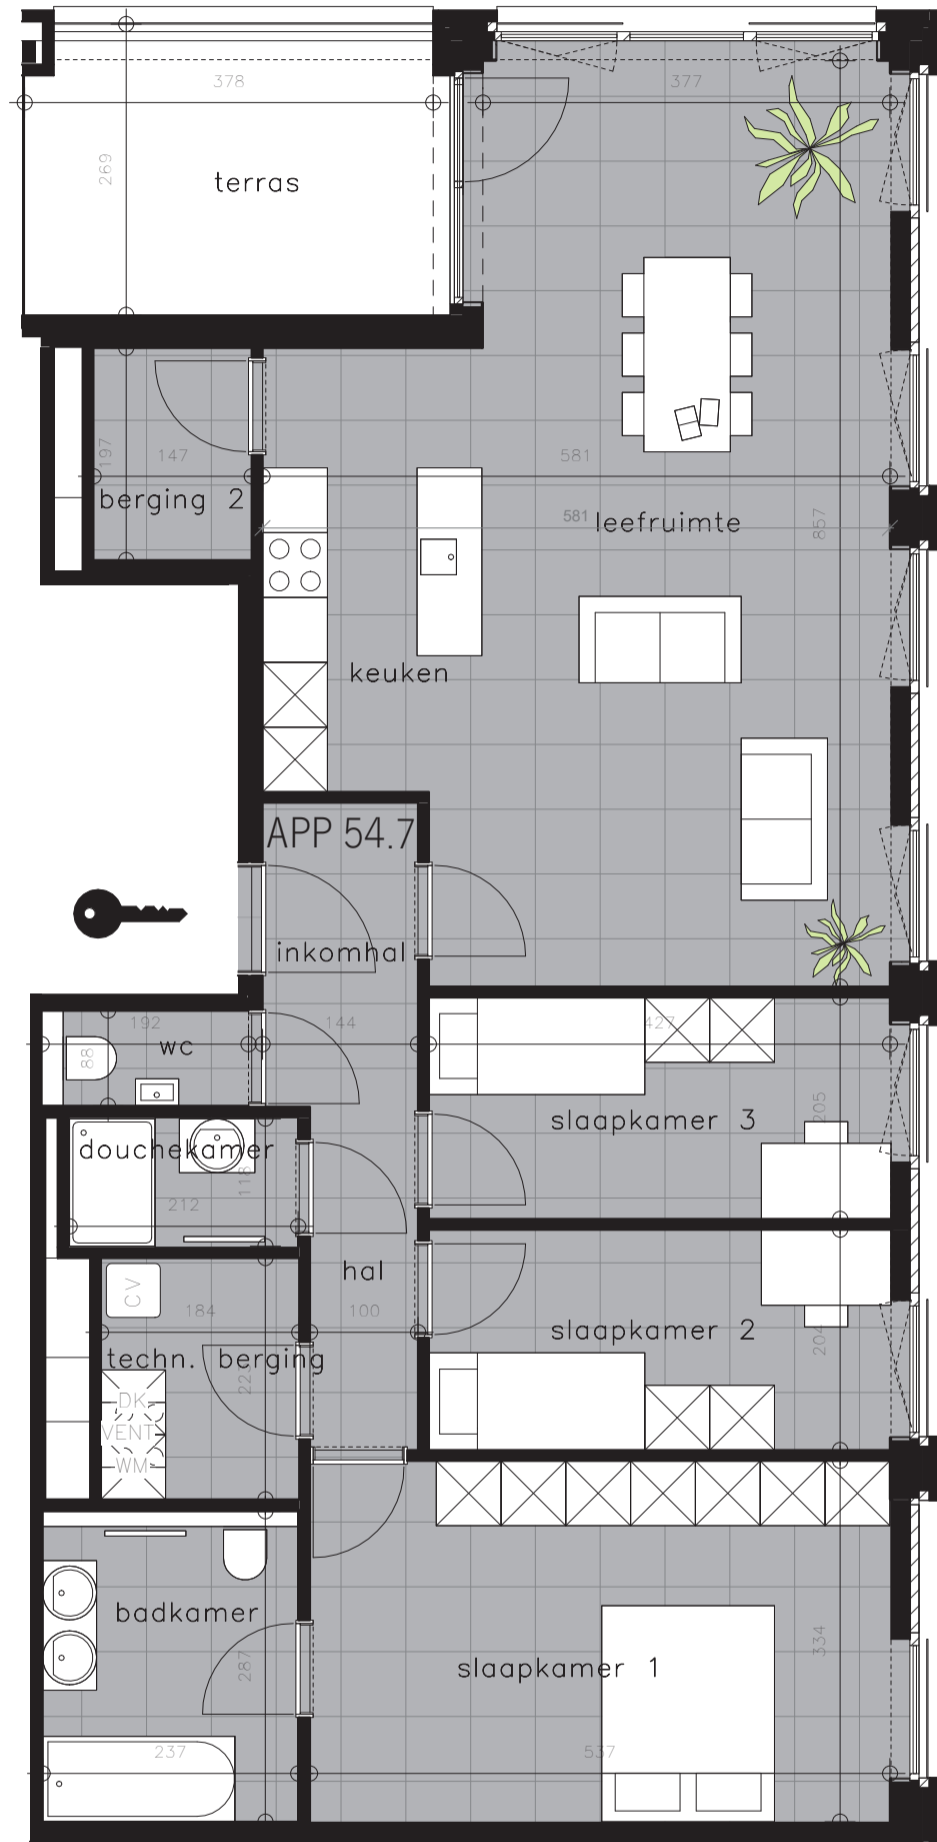 378
377
269
terras
581
197
147
berging 2
581
leefruimte
857
keuken
APP 54.7
inkomhal
192
144
427
88
wc
205
slaapkamer 3
douchekamer
118
212
hal
CV
184
100
slaapkamer 2
204
techn. berging
DK
VENT
WM
badkamer
334
287
slaapkamer 1
237
537